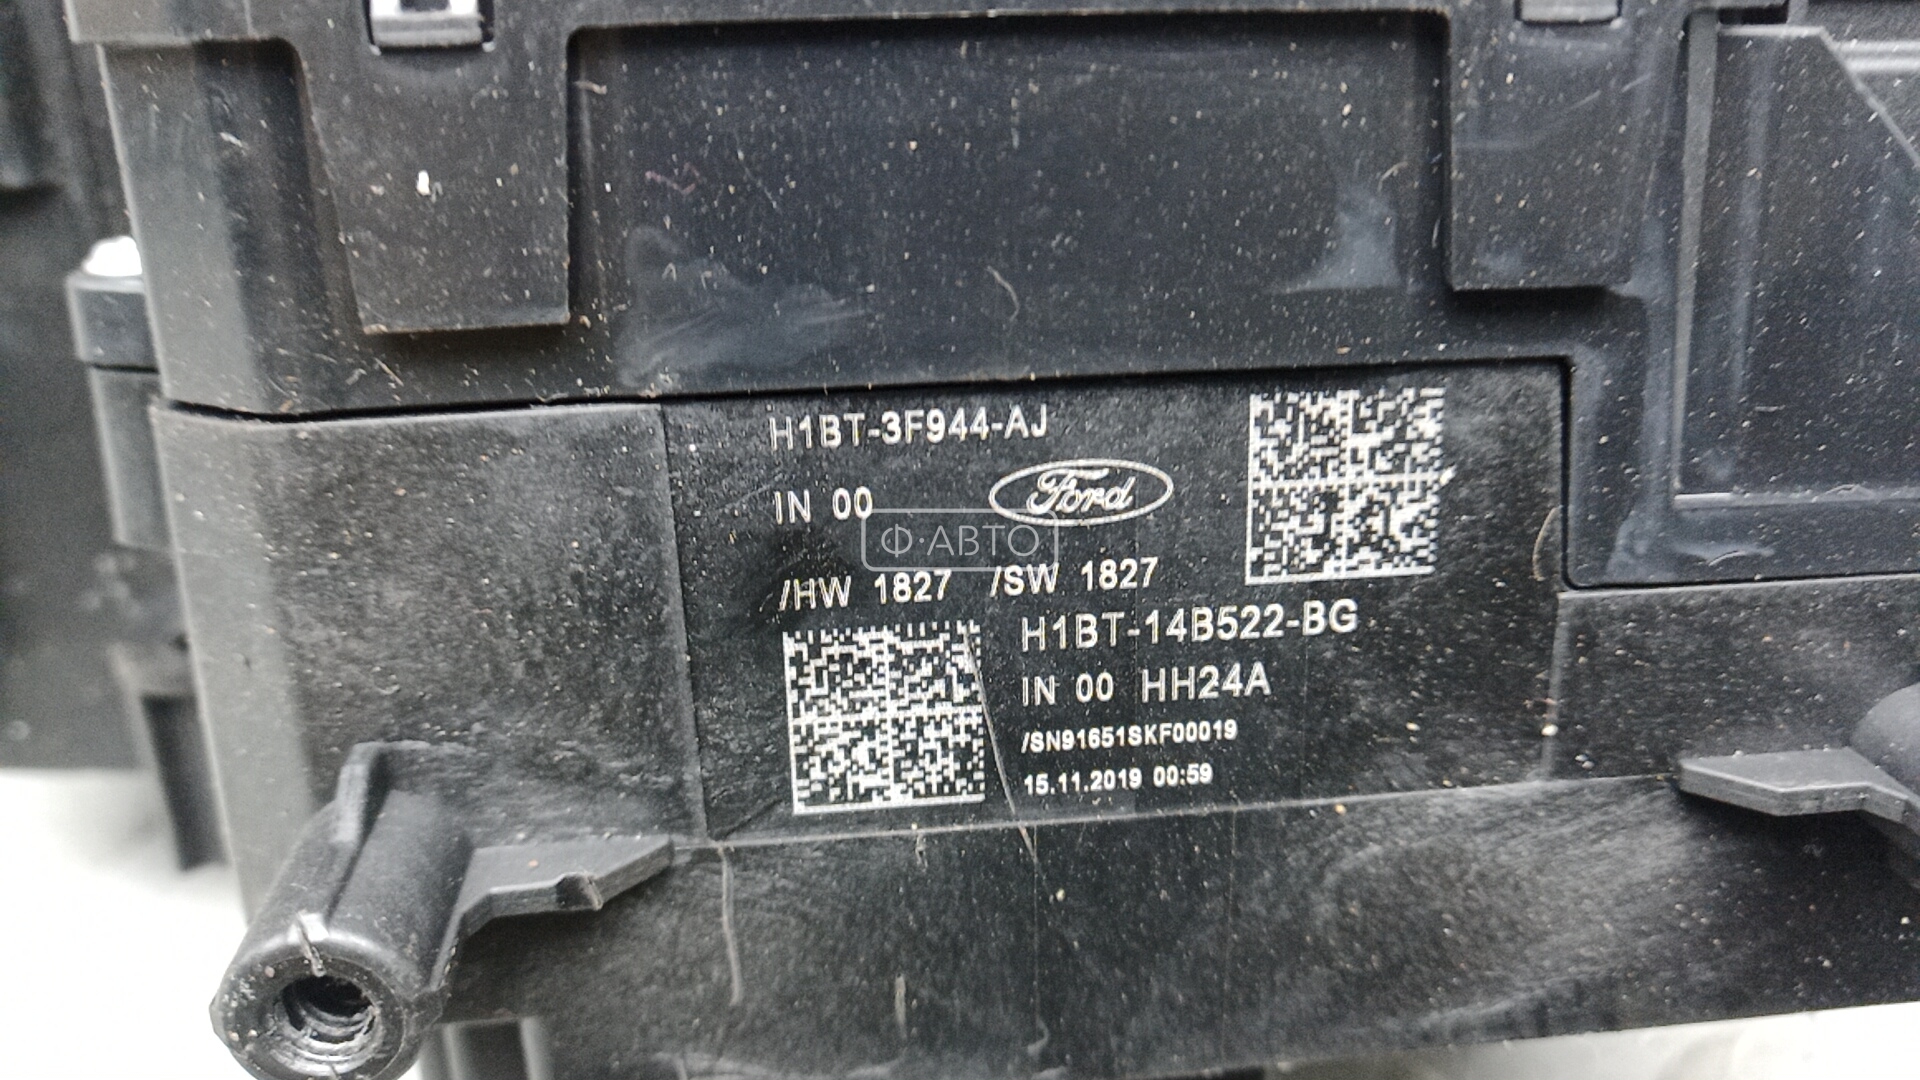 H1BT-3F944-AJ
IN 00
Ford
Ф·АВТО
/HW 1827 /SW 1827
H1BT-14B522-BG
IN 00 HH24A
/SN91651SKF00019
15.11.2019 00:59